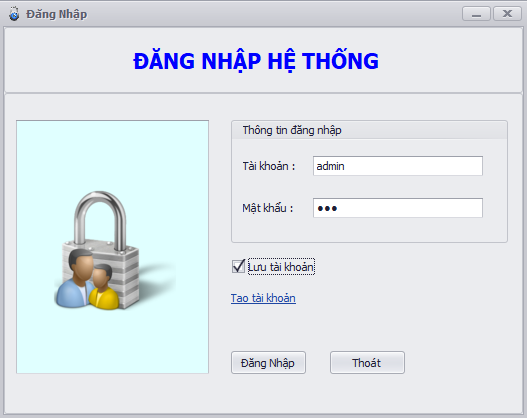 Đăng Nhập
ĐĂNG NHẬP HỆ THỐNG
Thông tin đăng nhập
Tài khoản : admin
Mật khẩu : •••
Lưu tài khoản
Tao tài khoản
Đăng Nhập Thoát